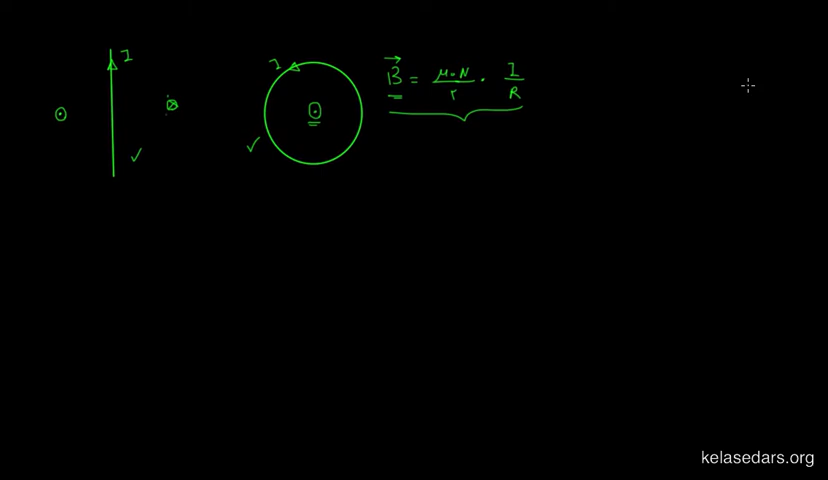 I
I
B⃗ = μ₀N/r · I/R
kelasedars.org